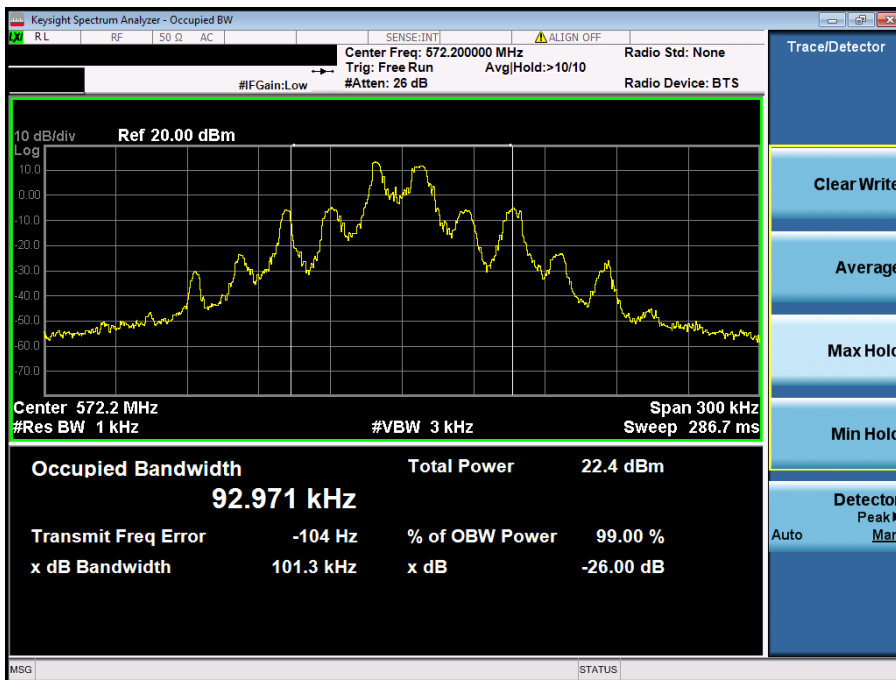 Keysight Spectrum Analyzer - Occupied BW
LXI RL RF 50 Ω AC SENSE:INT ALIGN OFF
Center Freq: 572.200000 MHz Radio Std: None
Trig: Free Run Avg|Hold:>10/10
#IFGain:Low #Atten: 26 dB Radio Device: BTS
10 dB/div Ref 20.00 dBm
Log
10.0
0.00
-10.0
-20.0
-30.0
-40.0
-50.0
-60.0
-70.0
Center 572.2 MHz Span 300 kHz
#Res BW 1 kHz #VBW 3 kHz Sweep 286.7 ms
Occupied Bandwidth Total Power 22.4 dBm
92.971 kHz
Transmit Freq Error -104 Hz % of OBW Power 99.00 %
x dB Bandwidth 101.3 kHz x dB -26.00 dB
MSG STATUS
Trace/Detector
Clear Write
Average
Max Hold
Min Hold
Detector
Peak
Auto Man